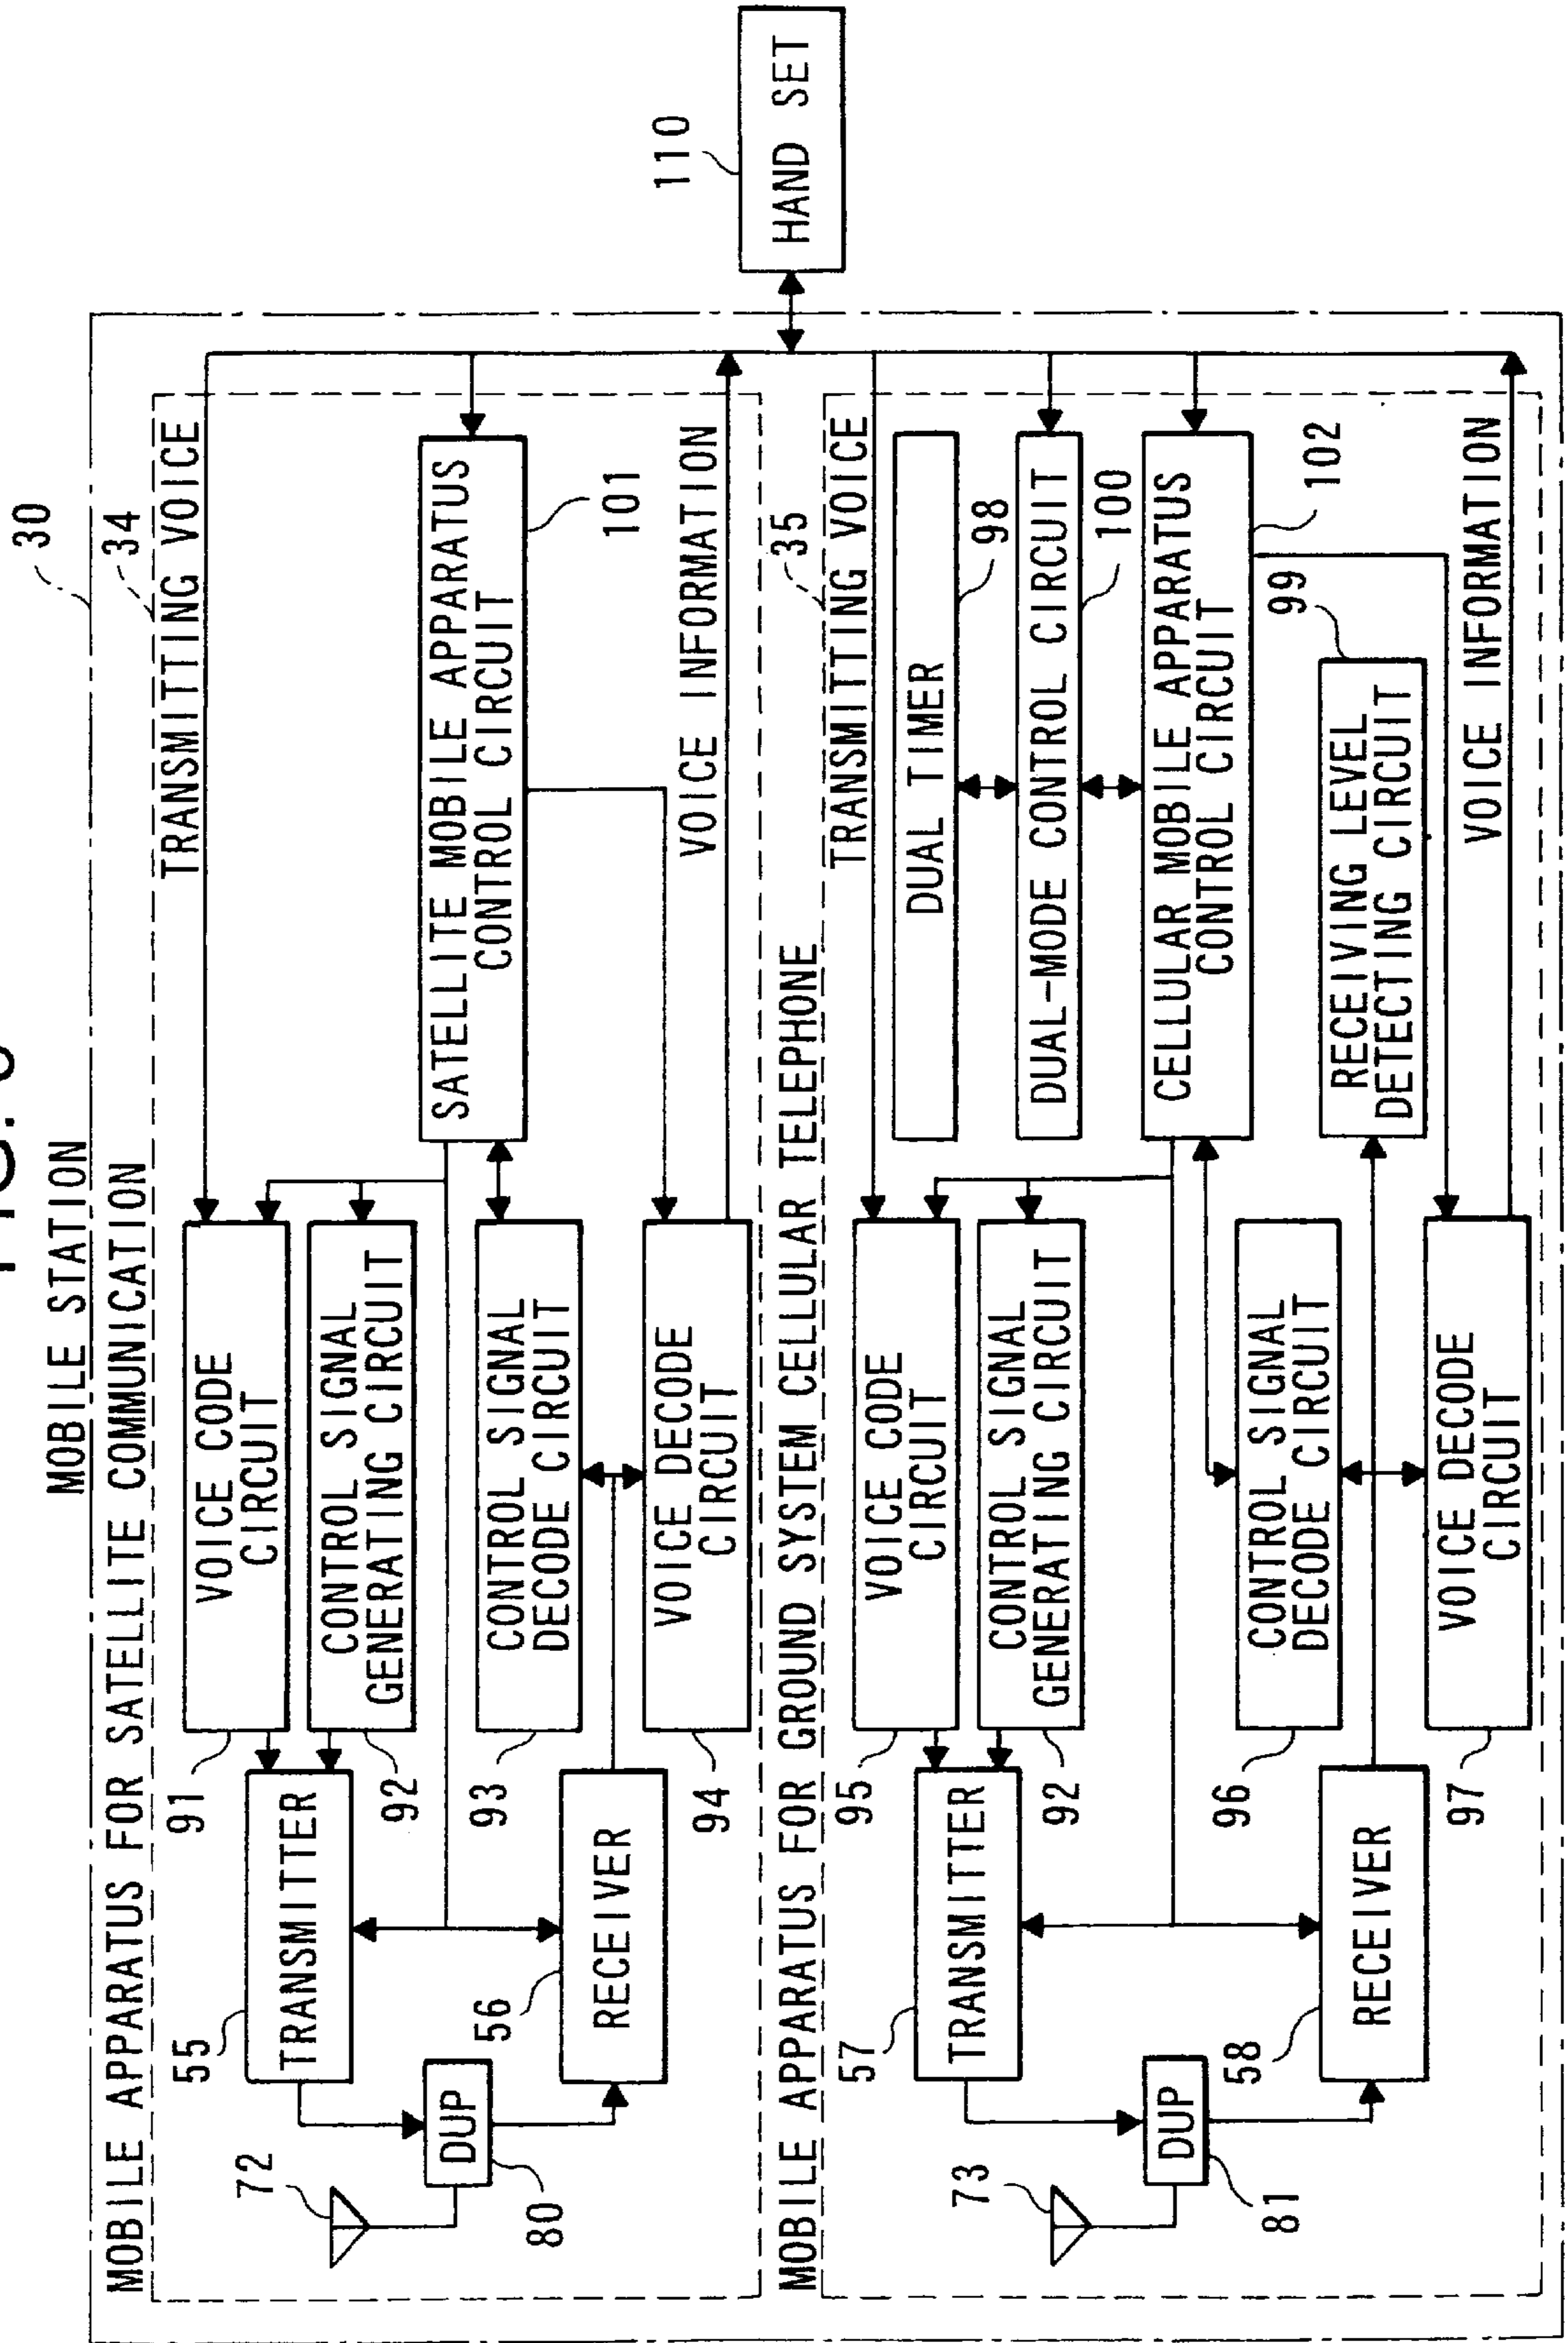 MOBILE STATION
30
MOBILE APPARATUS FOR SATELLITE COMMUNICATION
34
TRANSMITTING VOICE
72
DUP
80
55
TRANSMITTER
56
RECEIVER
91
VOICE CODE
CIRCUIT
92
CONTROL SIGNAL
GENERATING CIRCUIT
93
CONTROL SIGNAL
DECODE CIRCUIT
94
VOICE DECODE
CIRCUIT
SATELLITE MOBILE APPARATUS
CONTROL CIRCUIT
101
VOICE INFORMATION
110
HAND SET
MOBILE APPARATUS FOR GROUND SYSTEM CELLULAR TELEPHONE
35
TRANSMITTING VOICE
73
DUP
81
57
TRANSMITTER
58
RECEIVER
95
VOICE CODE
CIRCUIT
92
CONTROL SIGNAL
GENERATING CIRCUIT
96
CONTROL SIGNAL
DECODE CIRCUIT
97
VOICE DECODE
CIRCUIT
DUAL TIMER
98
DUAL-MODE CONTROL CIRCUIT
100
CELLULAR MOBILE APPARATUS
CONTROL CIRCUIT
102
99
RECEIVING LEVEL
DETECTING CIRCUIT
VOICE INFORMATION